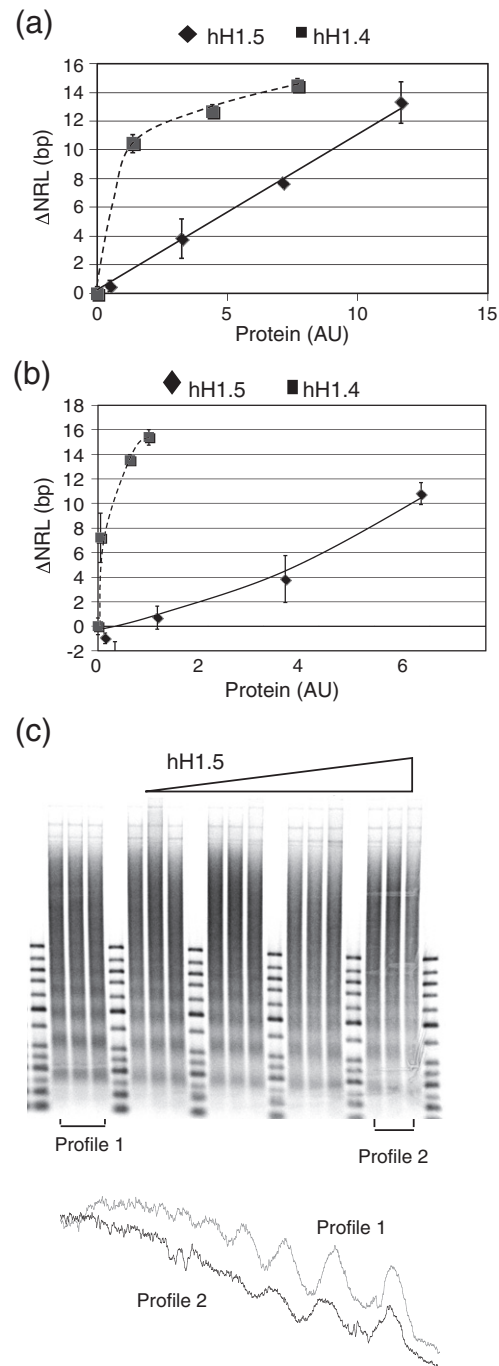 (a)
hH1.5 hH1.4
16
14
12
10
8
6
4
2
0
ΔNRL (bp)
0 5 10 15
Protein (AU)
(b)
hH1.5 hH1.4
18
16
14
12
10
8
6
4
2
0
-2
ΔNRL (bp)
0 2 4 6
Protein (AU)
(c)
hH1.5
Profile 1
Profile 2
Profile 1
Profile 2